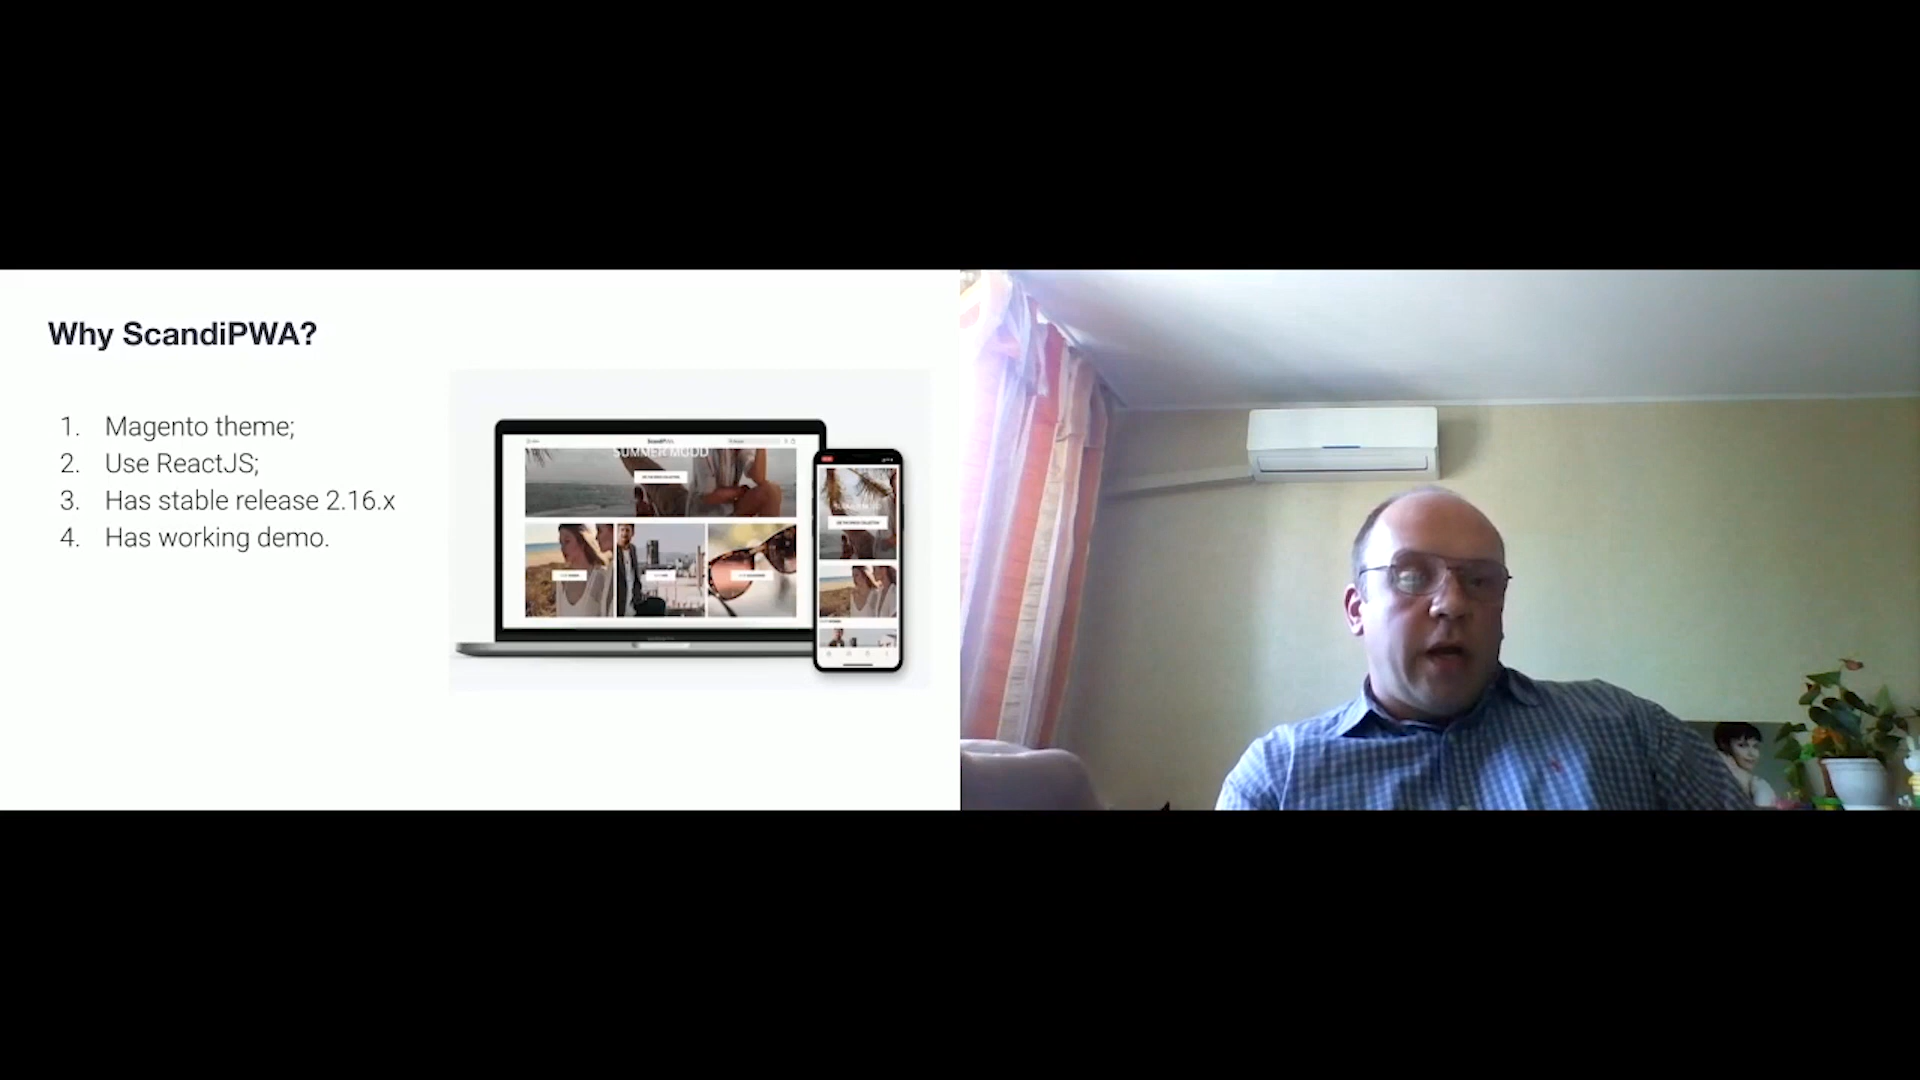 Why ScandiPWA?
1. Magento theme;
2. Use ReactJS;
3. Has stable release 2.16.x
4. Has working demo.
ScandiPWA
SUMMER MOOD